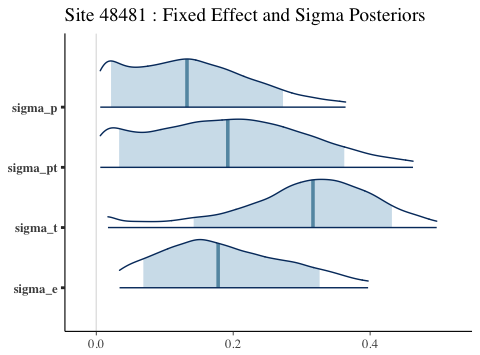 Site 48481 : Fixed Effect and Sigma Posteriors
sigma_p
sigma_pt
sigma_t
sigma_e
0.0 0.2 0.4